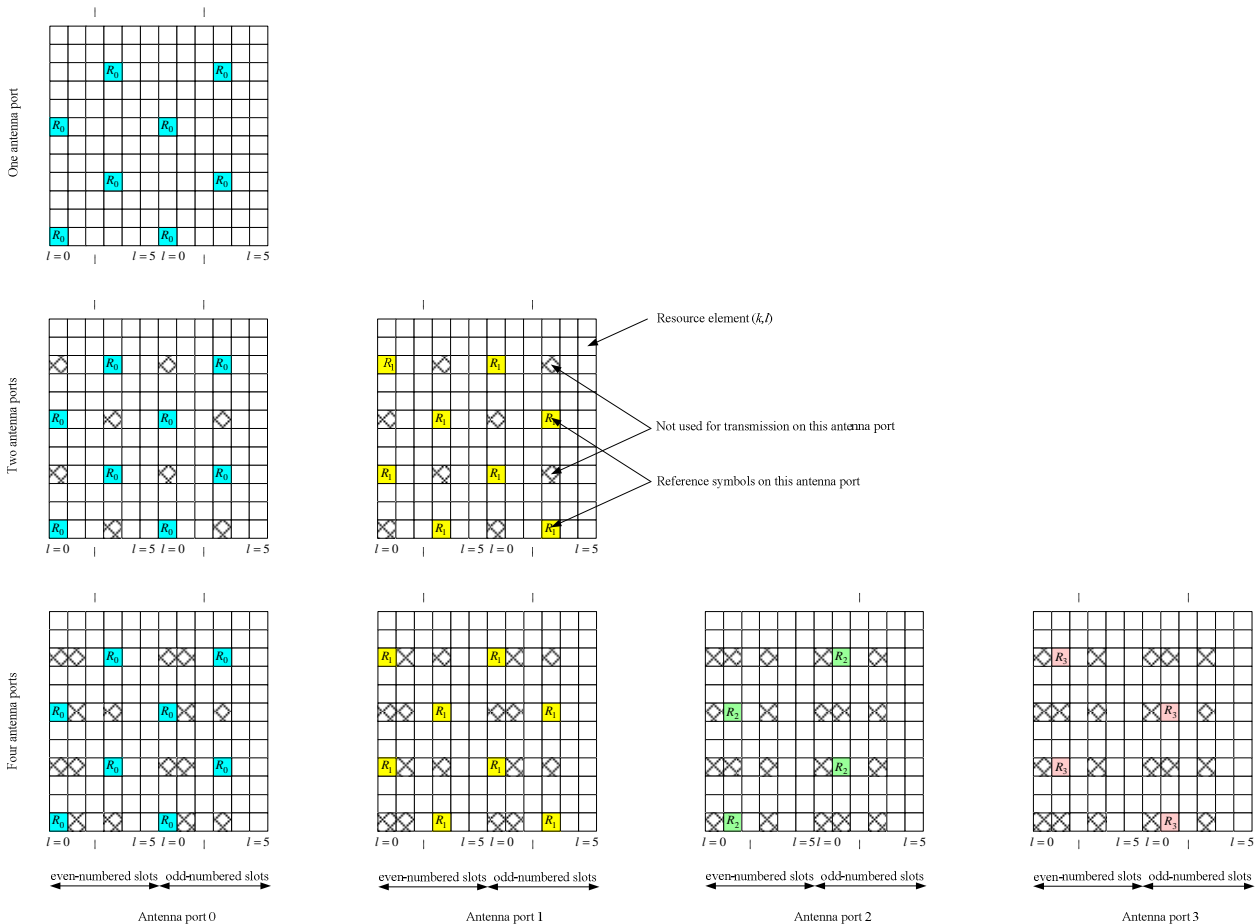 One antenna port
R0 R0
R0 R0
R0 R0
R0 R0
l = 0 l = 5 l = 0 l = 5
Two antenna ports
R0 R0
R0 R0
R0 R0
R0 R0
l = 0 l = 5 l = 0 l = 5
R1 R1
R1 R1
R1 R1
R1 R1
l = 0 l = 5 l = 0 l = 5
Resource element (k,l)
Not used for transmission on this antenna port
Reference symbols on this antenna port
Four antenna ports
R0 R0
R0 R0
R0 R0
R0 R0
l = 0 l = 5 l = 0 l = 5
R1 R1
R1 R1
R1 R1
R1 R1
l = 0 l = 5 l = 0 l = 5
R2
R2
R2
R2
l = 0 l = 5 l = 0 l = 5
R3
R3
R3
R3
l = 0 l = 5 l = 0 l = 5
even-numbered slots odd-numbered slots
even-numbered slots odd-numbered slots
even-numbered slots odd-numbered slots
even-numbered slots odd-numbered slots
Antenna port 0
Antenna port 1
Antenna port 2
Antenna port 3